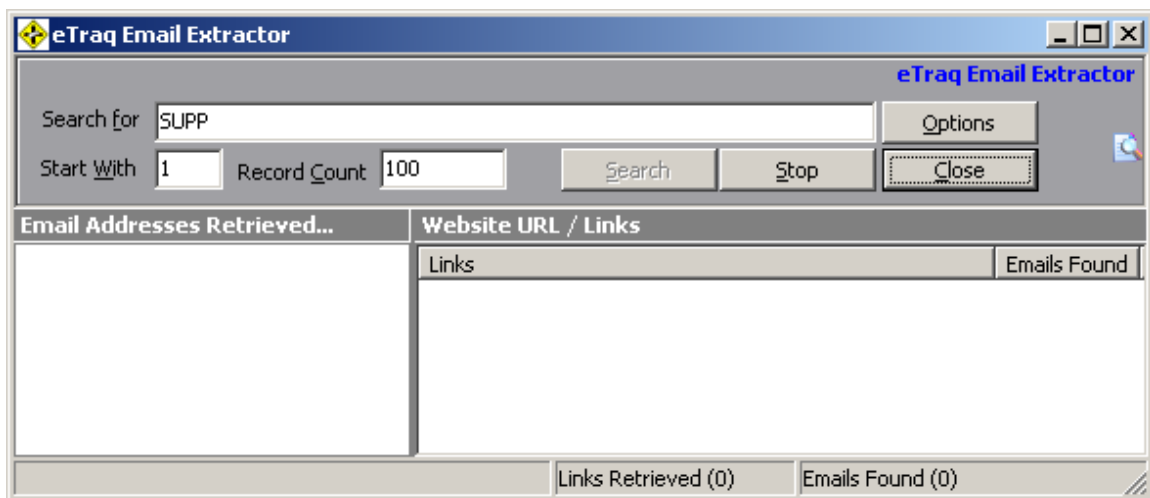 eTraq Email Extractor
eTraq Email Extractor
Search for SUPP Options
Start With 1 Record Count 100 Search Stop Close
Email Addresses Retrieved... Website URL / Links
Links Emails Found
Links Retrieved (0) Emails Found (0)